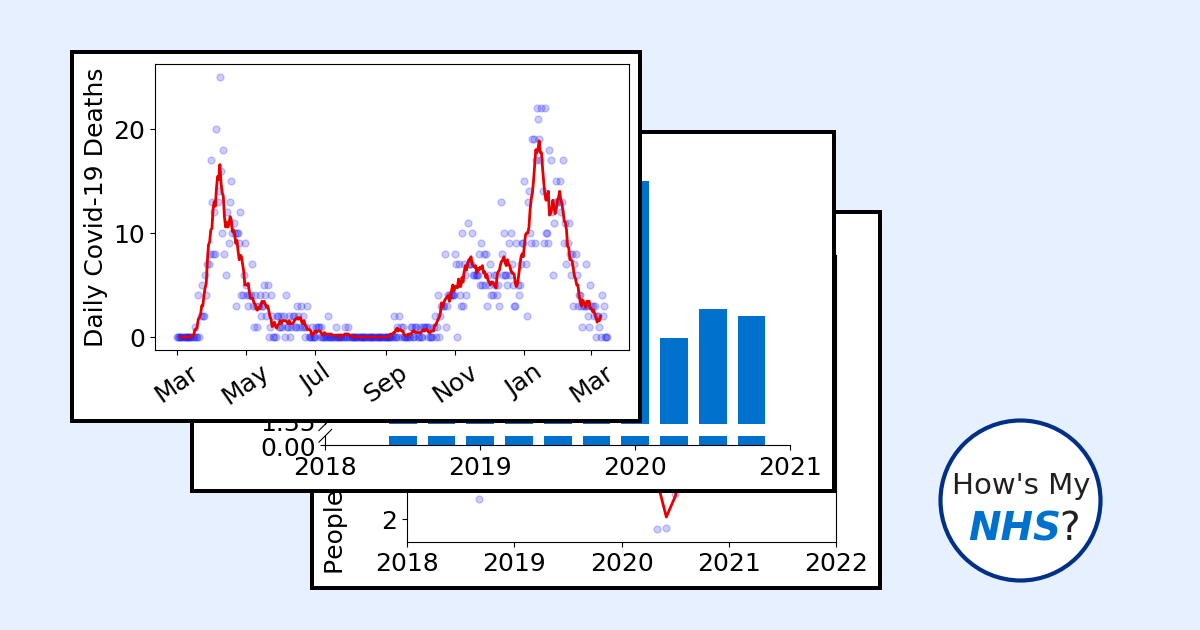 Daily Covid-19 Deaths
20
10
0
Mar May Jul Sep Nov Jan Mar
0.00
2018 2019 2020 2021
People
2
2018 2019 2020 2021 2022
How's My
NHS?